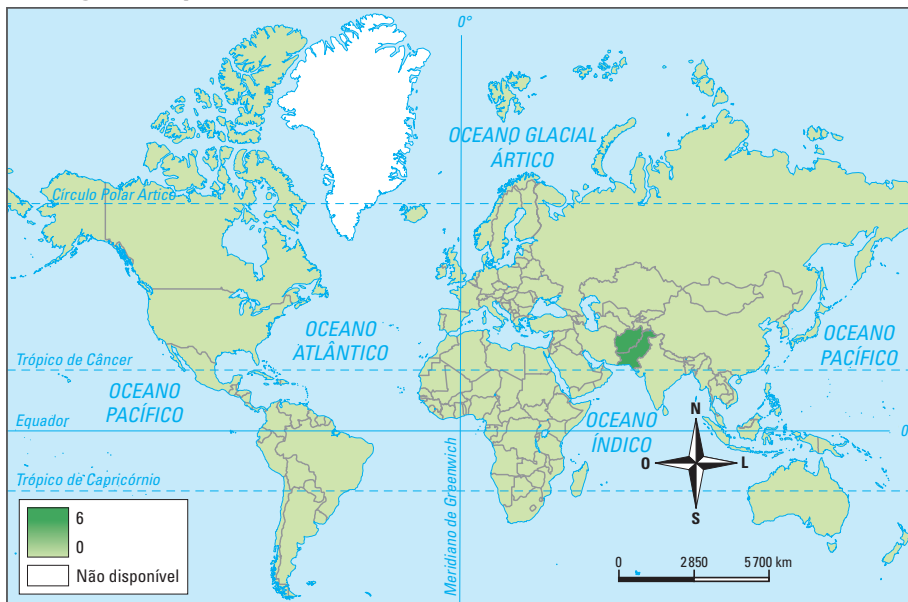 0°
OCEANO GLACIAL
ÁRTICO
Círculo Polar Ártico
OCEANO
ATLÂNTICO
OCEANO
PACÍFICO
Trópico de Câncer
OCEANO
PACÍFICO
Equador
0
OCEANO
ÍNDICO
N
O
L
S
Trópico de Capricórnio
Meridiano de Greenwich
6
0
Não disponível
0 2 850 5 700 km